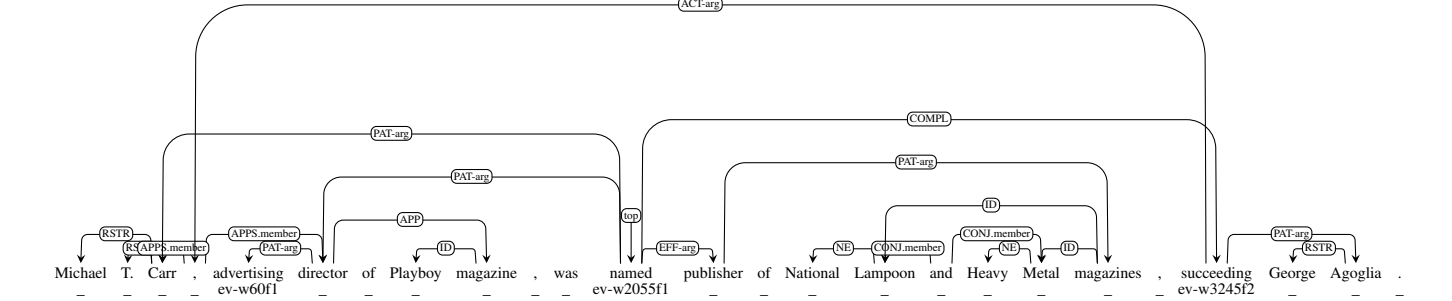 ACT-arg
COMPL
PAT-arg
PAT-arg
PAT-arg
ID
top
APP
RSTR APPS.member CONJ.member PAT-arg
APPS.member PAT-arg ID EFF-arg NE CONJ.member NE ID RSTR
Michael T. Carr , advertising director of Playboy magazine , was named publisher of National Lampoon and Heavy Metal magazines , succeeding George Agoglia .
_ _ _ _ ev-w60f1 _ _ _ _ _ _ ev-w2055f1 _ _ _ _ _ _ _ _ _ ev-w3245f2 _ _ _